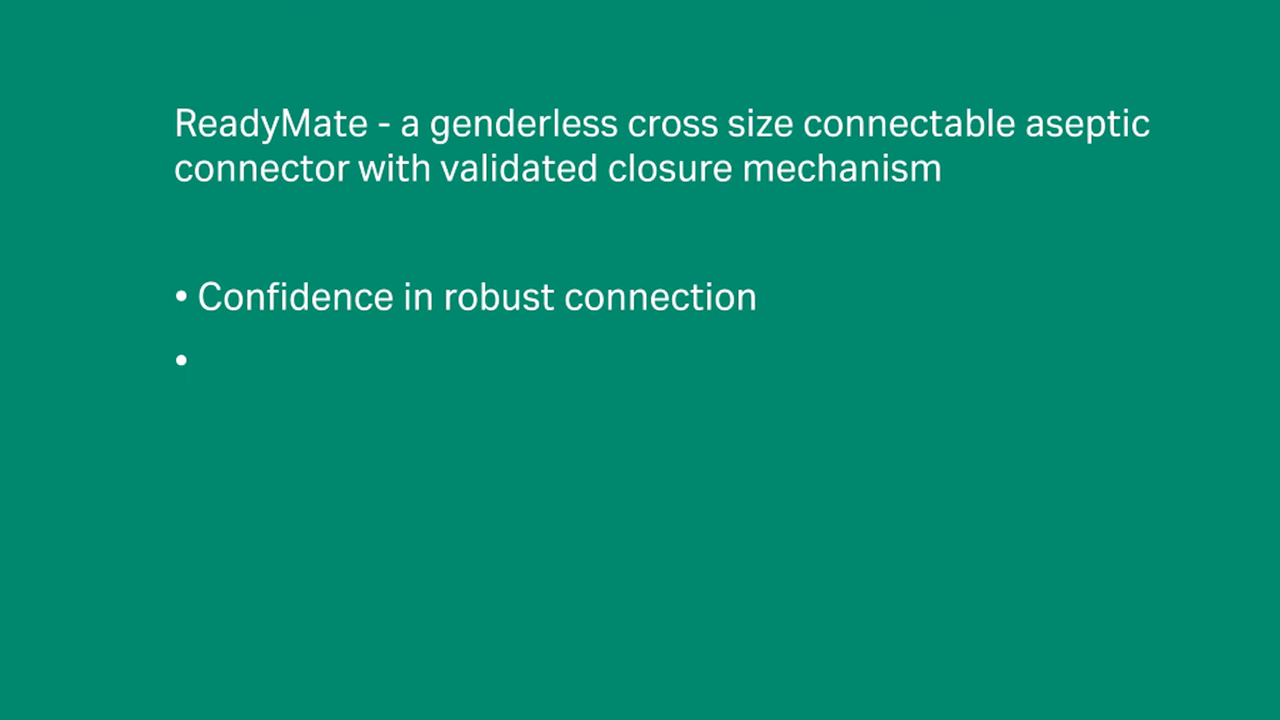 ReadyMate - a genderless cross size connectable aseptic
connector with validated closure mechanism
• Confidence in robust connection
•